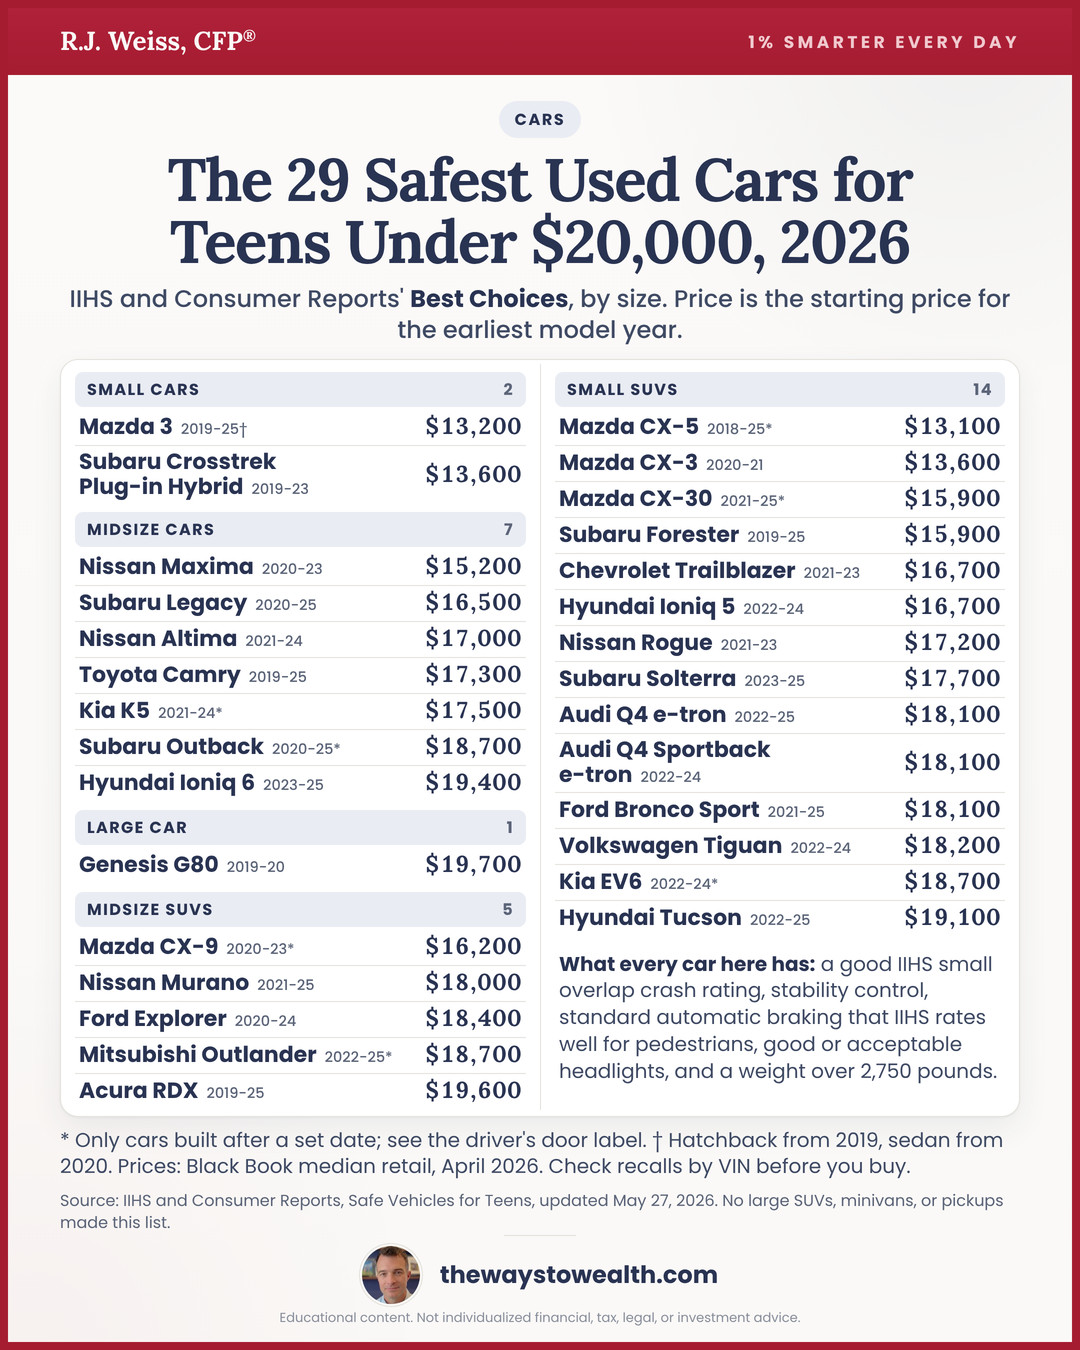 R.J. Weiss, CFP®
1% SMARTER EVERY DAY
CARS
The 29 Safest Used Cars for
Teens Under $20,000, 2026
IIHS and Consumer Reports' Best Choices, by size. Price is the starting price for
the earliest model year.
SMALL CARS 2
Mazda 3 2019-25† $13,200
Subaru Crosstrek
Plug-in Hybrid 2019-23 $13,600
MIDSIZE CARS 7
Nissan Maxima 2020-23 $15,200
Subaru Legacy 2020-25 $16,500
Nissan Altima 2021-24 $17,000
Toyota Camry 2019-25 $17,300
Kia K5 2021-24* $17,500
Subaru Outback 2020-25* $18,700
Hyundai Ioniq 6 2023-25 $19,400
LARGE CAR 1
Genesis G80 2019-20 $19,700
MIDSIZE SUVS 5
Mazda CX-9 2020-23* $16,200
Nissan Murano 2021-25 $18,000
Ford Explorer 2020-24 $18,400
Mitsubishi Outlander 2022-25* $18,700
Acura RDX 2019-25 $19,600
SMALL SUVS 14
Mazda CX-5 2018-25* $13,100
Mazda CX-3 2020-21 $13,600
Mazda CX-30 2021-25* $15,900
Subaru Forester 2019-25 $15,900
Chevrolet Trailblazer 2021-23 $16,700
Hyundai Ioniq 5 2022-24 $16,700
Nissan Rogue 2021-23 $17,200
Subaru Solterra 2023-25 $17,700
Audi Q4 e-tron 2022-25 $18,100
Audi Q4 Sportback
e-tron 2022-24 $18,100
Ford Bronco Sport 2021-25 $18,100
Volkswagen Tiguan 2022-24 $18,200
Kia EV6 2022-24* $18,700
Hyundai Tucson 2022-25 $19,100
What every car here has: a good IIHS small
overlap crash rating, stability control,
standard automatic braking that IIHS rates
well for pedestrians, good or acceptable
headlights, and a weight over 2,750 pounds.
* Only cars built after a set date; see the driver's door label. † Hatchback from 2019, sedan from
2020. Prices: Black Book median retail, April 2026. Check recalls by VIN before you buy.
Source: IIHS and Consumer Reports, Safe Vehicles for Teens, updated May 27, 2026. No large SUVs, minivans, or pickups
made this list.
thewaystowealth.com
Educational content. Not individualized financial, tax, legal, or investment advice.